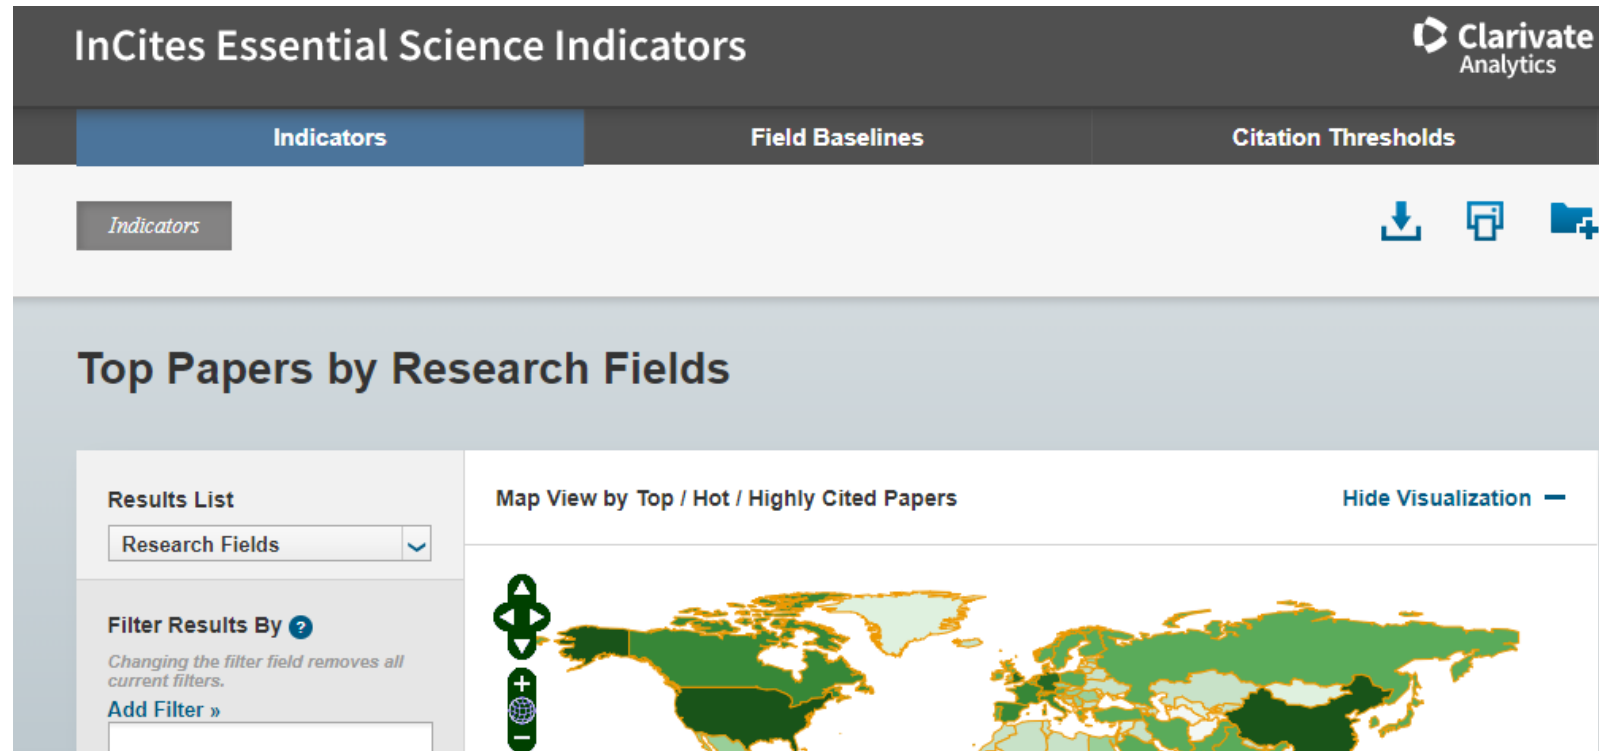 InCites Essential Science Indicators
Clarivate
Analytics
Indicators
Field Baselines
Citation Thresholds
Indicators
Top Papers by Research Fields
Results List
Research Fields
Map View by Top / Hot / Highly Cited Papers
Hide Visualization
Filter Results By ?
Changing the filter field removes all
current filters.
Add Filter »